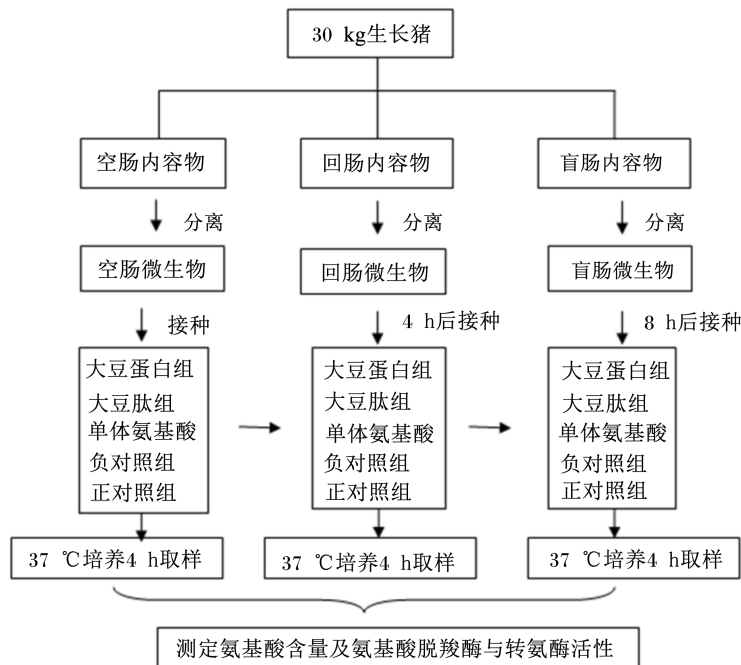 30 kg生长猪
空肠内容物
回肠内容物
盲肠内容物
分离
分离
分离
空肠微生物
回肠微生物
盲肠微生物
接种
4 h后接种
8 h后接种
大豆蛋白组
大豆肽组
单体氨基酸
负对照组
正对照组
大豆蛋白组
大豆肽组
单体氨基酸
负对照组
正对照组
大豆蛋白组
大豆肽组
单体氨基酸
负对照组
正对照组
37 ℃培养4 h取样
37 ℃培养4 h取样
37 ℃培养4 h取样
测定氨基酸含量及氨基酸脱羧酶与转氨酶活性